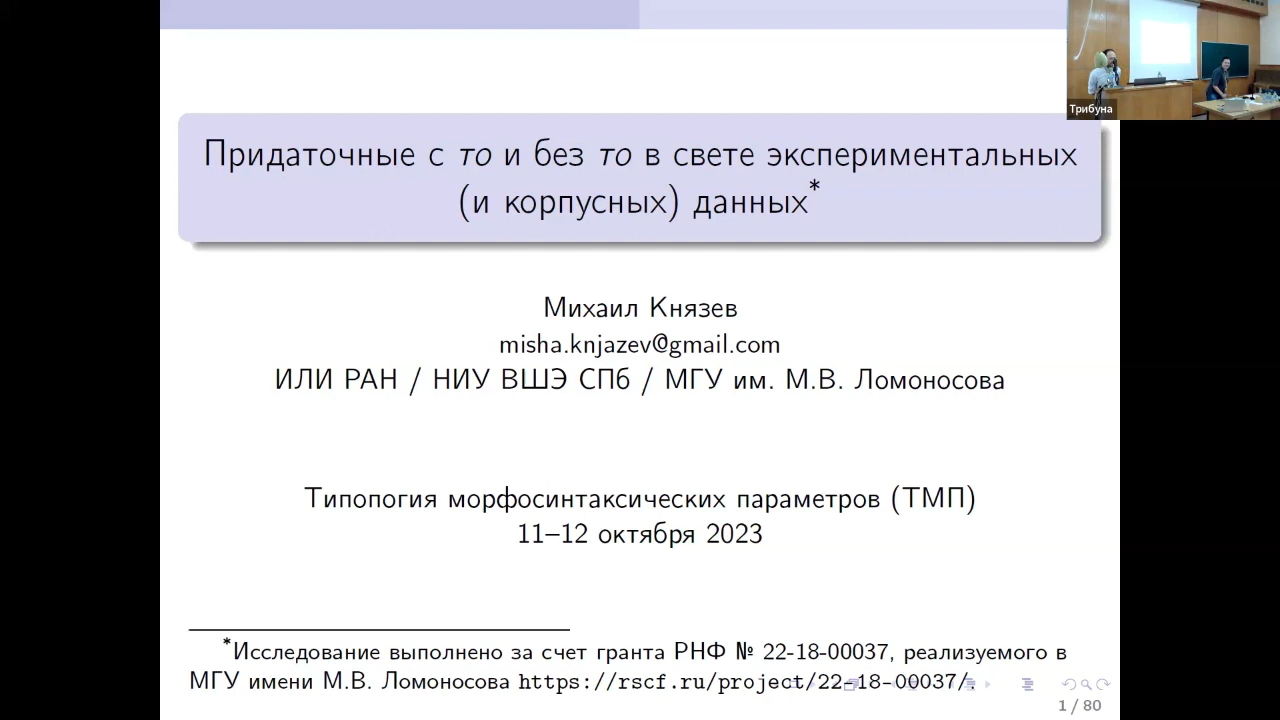 Трибуна
Придаточные с то и без то в свете экспериментальных
(и корпусных) данных*
Михаил Князев
misha.knjazev@gmail.com
ИЛИ РАН / НИУ ВШЭ СПб / МГУ им. М.В. Ломоносова
Типопогия морфосинтаксических параметров (ТМП)
11–12 октября 2023
*Исследование выполнено за счет гранта РНФ № 22-18-00037, реализуемого в
МГУ имени М.В. Ломоносова https://rscf.ru/project/22-18-00037/.
1 / 80